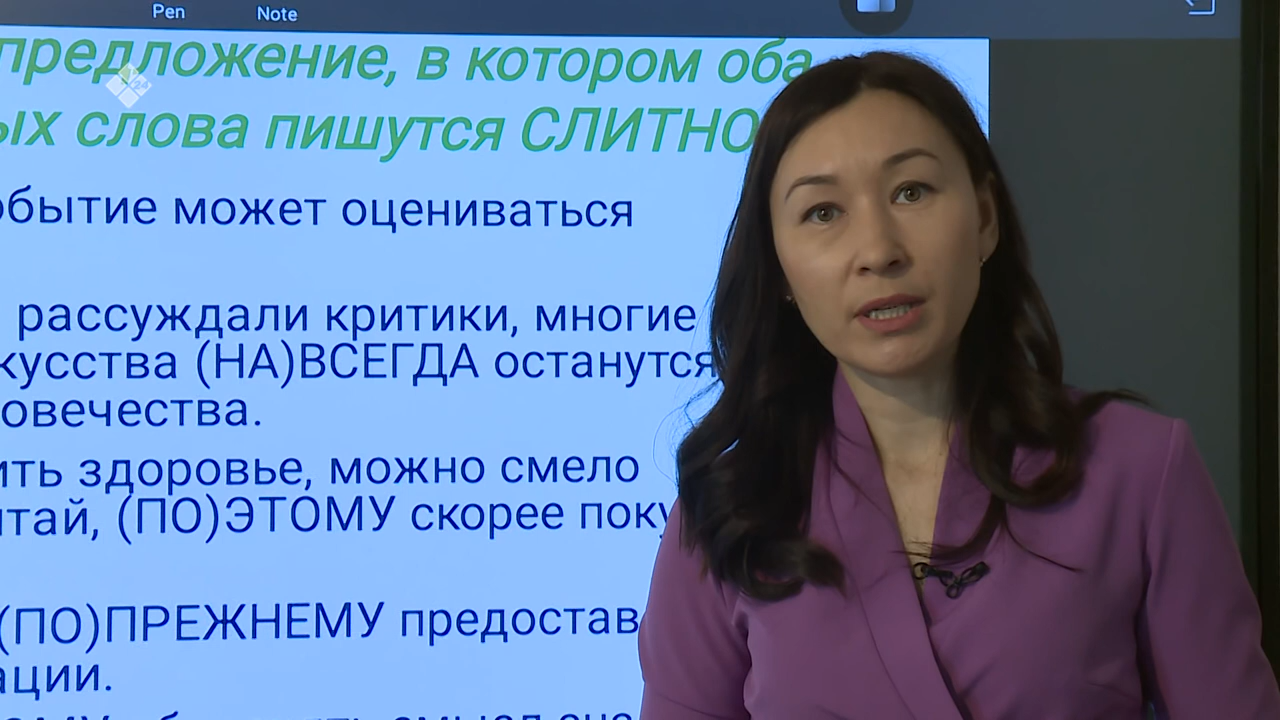 Pen Note
предложение, в котором оба
ых слова пишутся СЛИТНО
обытие может оцениваться
рассуждали критики, многие
кусства (НА)ВСЕГДА останутся
овечества.
ить здоровье, можно смело
итай, (ПО)ЭТОМУ скорее поку
(ПО)ПРЕЖНЕМУ предостав
ации.
24